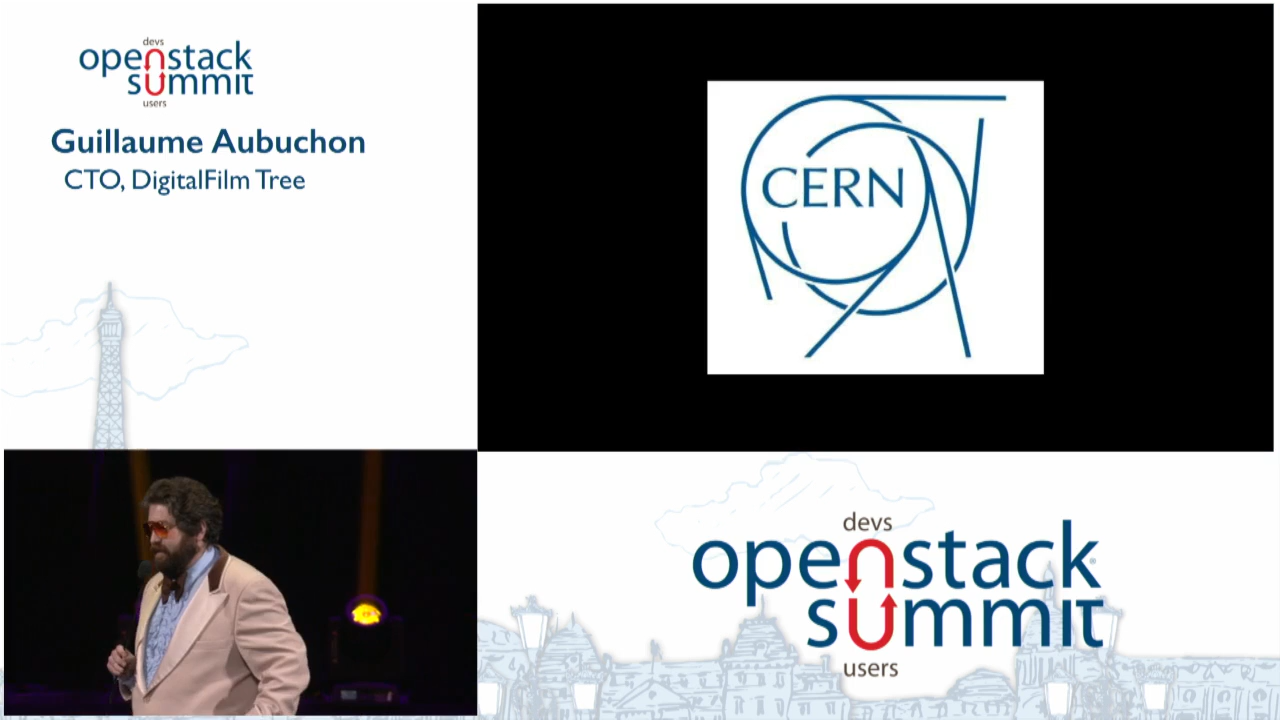 devs
openstack
summit
users
Guillaume Aubuchon
CTO, DigitalFilm Tree
CERN
devs
openstack
summit
users